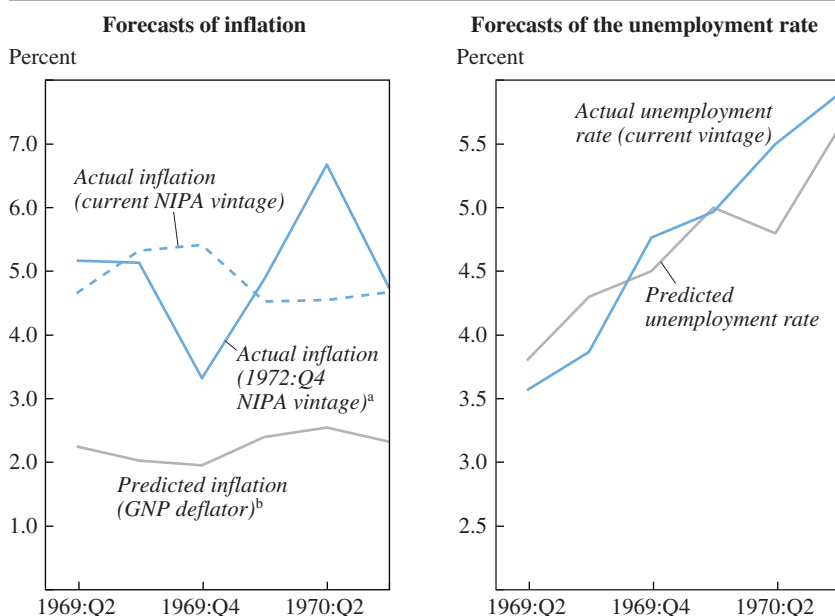 Forecasts of inflation
Percent
7.0
6.0
5.0
4.0
3.0
2.0
1.0
Actual inflation
(current NIPA vintage)
Actual inflation
(1972:Q4
NIPA vintage)ᵃ
Predicted inflation
(GNP deflator)ᵇ
1969:Q2 1969:Q4 1970:Q2
Forecasts of the unemployment rate
Percent
5.5
5.0
4.5
4.0
3.5
3.0
2.5
Actual unemployment
rate (current vintage)
Predicted
unemployment rate
1969:Q2 1969:Q4 1970:Q2